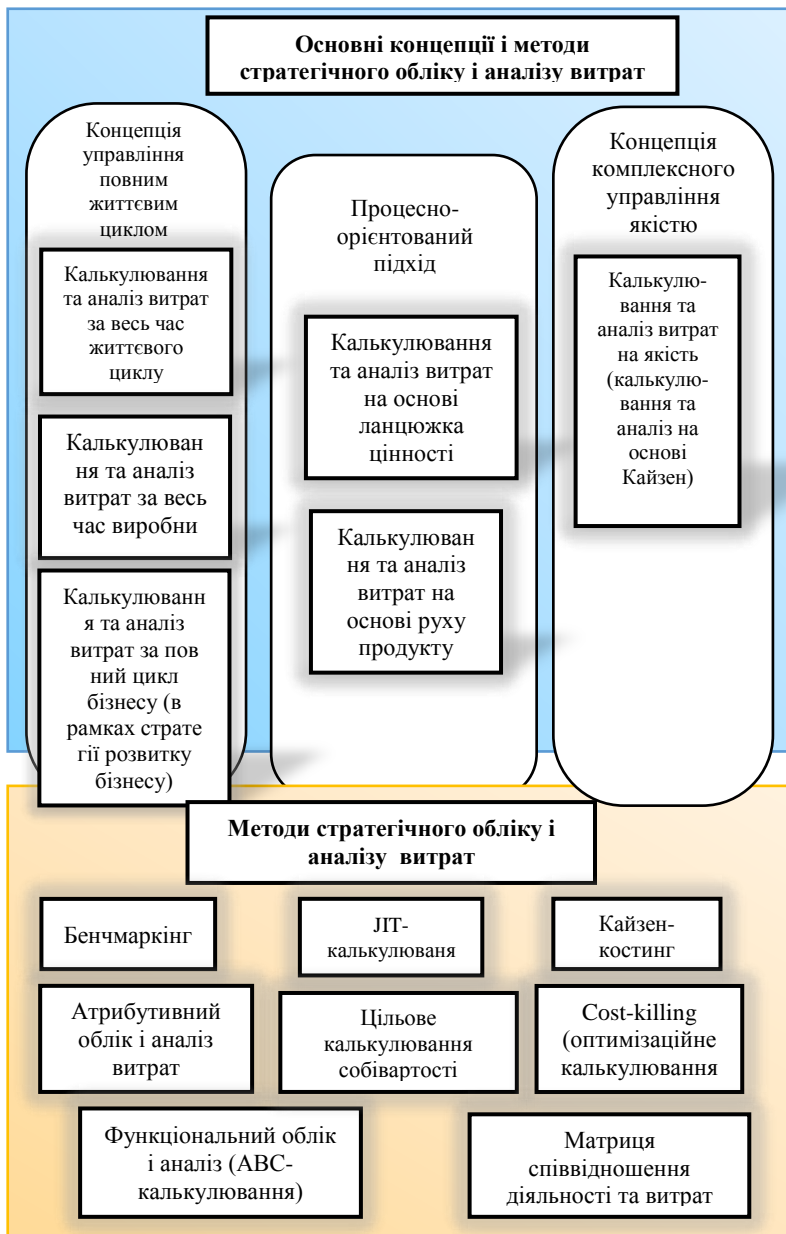 Основні концепції і методи
стратегічного обліку і аналізу витрат
Концепція
управління
повним
життєвим
циклом
Калькулювання
та аналіз витрат
за весь час
життєвого
циклу
Калькулюван
ня та аналіз
витрат за весь
час виробни
Калькулюванн
я та аналіз
витрат за пов
ний цикл
бізнесу (в
рамках страте
гії розвитку
бізнесу)
Процесно-
орієнтований
підхід
Калькулювання
та аналіз витрат
на основі
ланцюжка
цінності
Калькулюван
ня та аналіз
витрат на
основі руху
продукту
Концепція
комплексного
управління
якістю
Калькулю-
вання та
аналіз витрат
на якість
(калькулю-
вання та
аналіз на
основі
Кайзен)
Методи стратегічного обліку і
аналізу витрат
Бенчмаркінг
JIT-
калькулюваня
Кайзен-
костинг
Атрибутивний
облік і аналіз
витрат
Цільове
калькулювання
собівартості
Cost-killing
(оптимізаційне
калькулювання
Функціональний облік
і аналіз (АВС-
калькулювання)
Матриця
співвідношення
діяльності та витрат